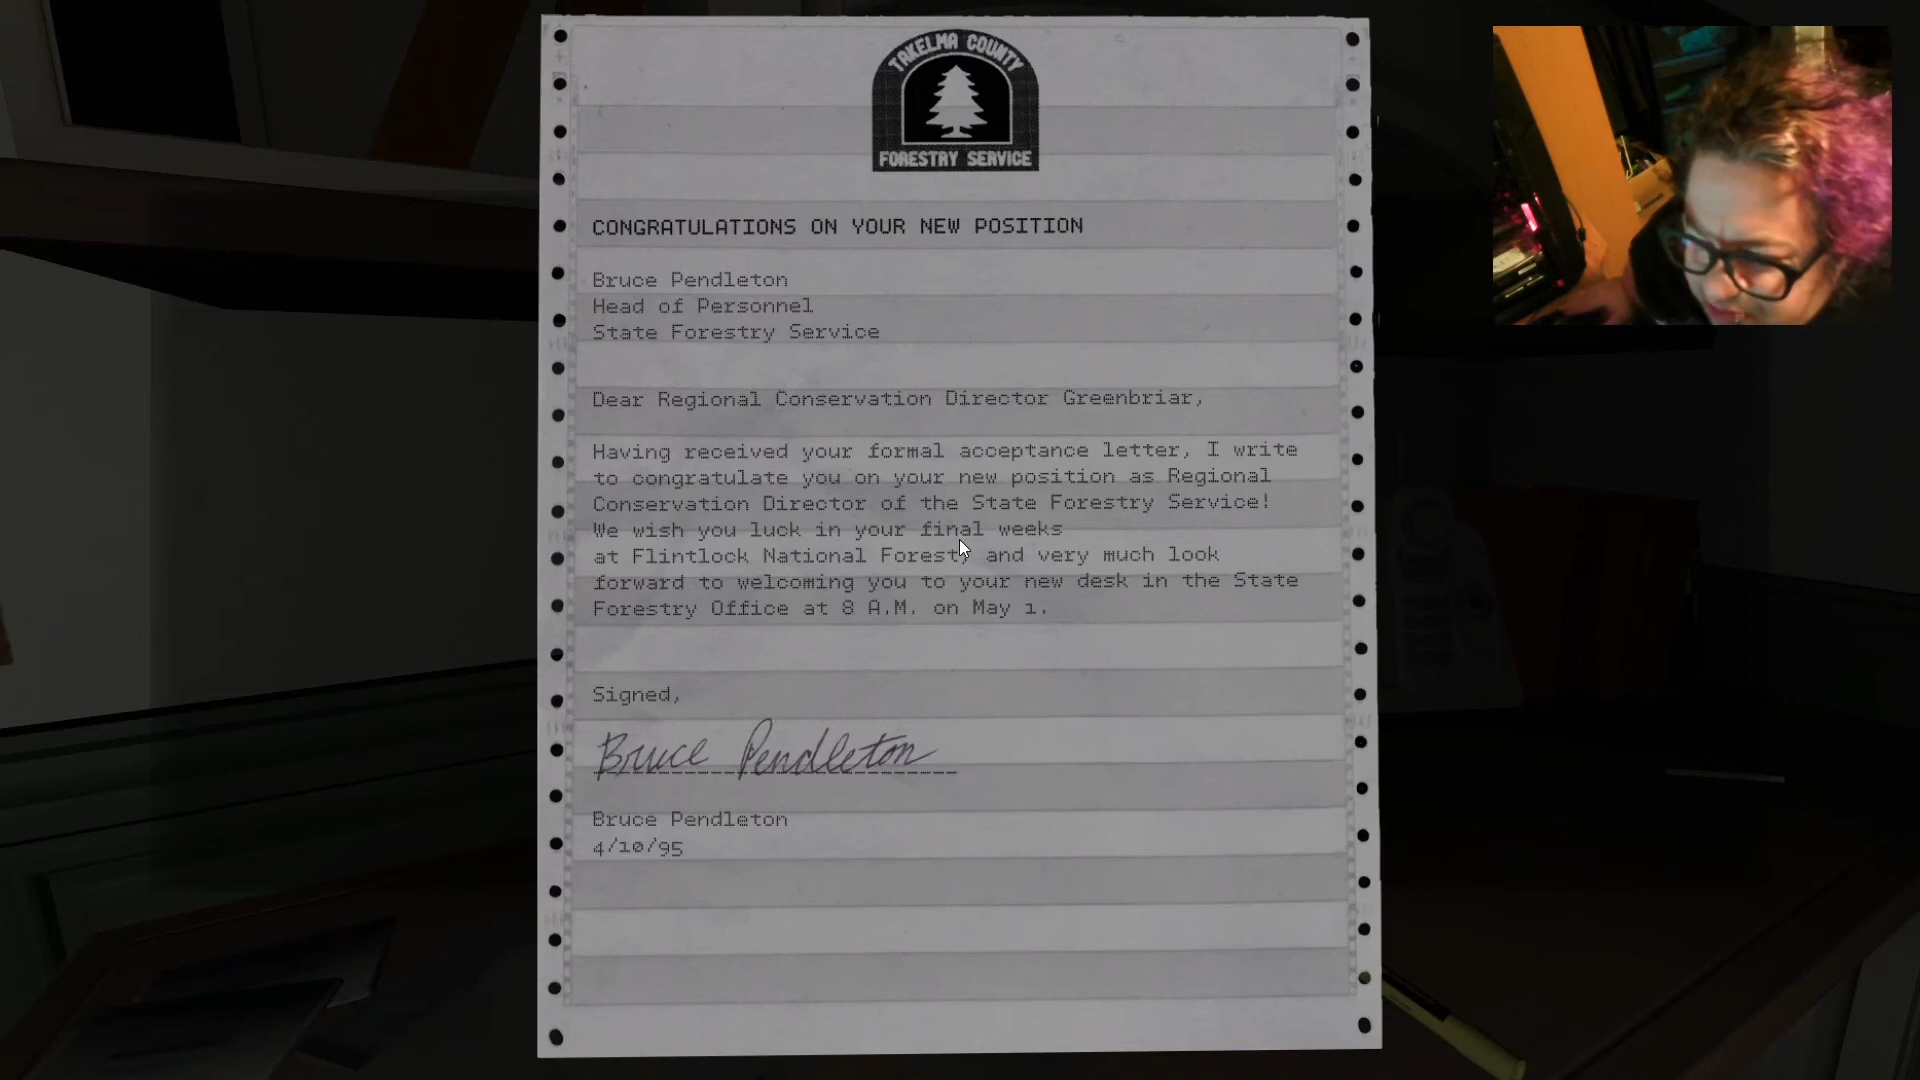 TAKELMA COUNTY
FORESTRY SERVICE
CONGRATULATIONS ON YOUR NEW POSITION
Bruce Pendleton
Head of Personnel
State Forestry Service
Dear Regional Conservation Director Greenbriar,
Having received your formal acceptance letter, I write
to congratulate you on your new position as Regional
Conservation Director of the State Forestry Service!
We wish you luck in your final weeks
at Flintlock National Forest, and very much look
forward to welcoming you to your new desk in the State
Forestry Office at 8 A.M. on May 1.
Signed,
Bruce Pendleton
Bruce Pendleton
4/10/95